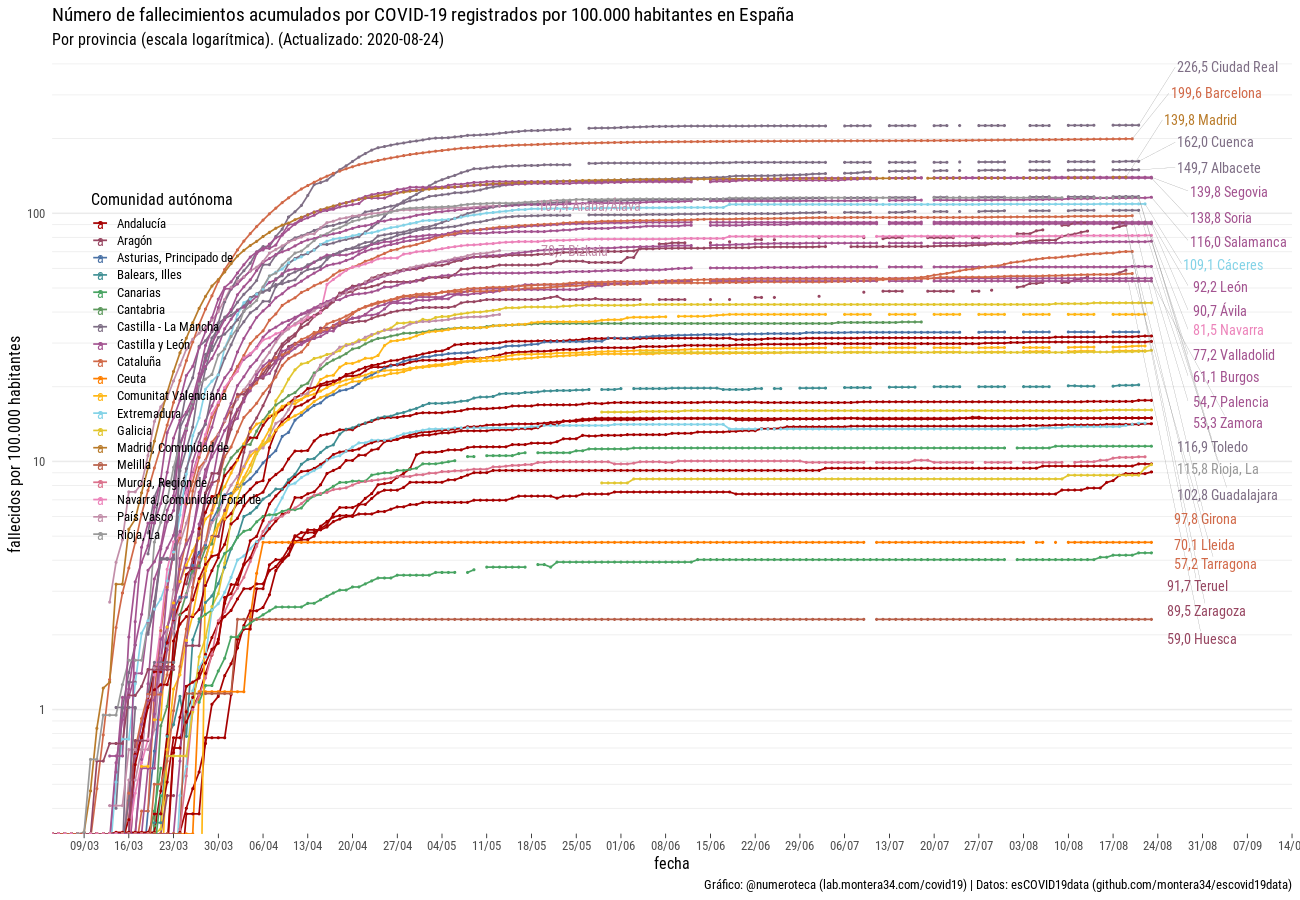 Número de fallecimientos acumulados por COVID-19 registrados por 100.000 habitantes en España
Por provincia (escala logarítmica). (Actualizado: 2020-08-24)
fallecidos por 100.000 habitantes
100
10
1
Comunidad autónoma
Andalucía
Aragón
Asturias, Principado de
Balears, Illes
Canarias
Cantabria
Castilla - La Mancha
Castilla y León
Cataluña
Ceuta
Comunitat Valenciana
Extremadura
Galicia
Madrid, Comunidad de
Melilla
Murcia, Región de
Navarra, Comunidad Foral de
País Vasco
Rioja, La
226,5 Ciudad Real
199,6 Barcelona
139,8 Madrid
162,0 Cuenca
149,7 Albacete
139,8 Segovia
138,8 Soria
116,0 Salamanca
109,1 Cáceres
92,2 León
90,7 Ávila
81,5 Navarra
77,2 Valladolid
61,1 Burgos
54,7 Palencia
53,3 Zamora
116,9 Toledo
115,8 Rioja, La
102,8 Guadalajara
97,8 Girona
70,1 Lleida
57,2 Tarragona
91,7 Teruel
89,5 Zaragoza
59,0 Huesca
09/03 16/03 23/03 30/03 06/04 13/04 20/04 27/04 04/05 11/05 18/05 25/05 01/06 08/06 15/06 22/06 29/06 06/07 13/07 20/07 27/07 03/08 10/08 17/08 24/08 31/08 07/09 14/0
fecha
Gráfico: @numeroteca (lab.montera34.com/covid19) | Datos: esCOVID19data (github.com/montera34/escovid19data)